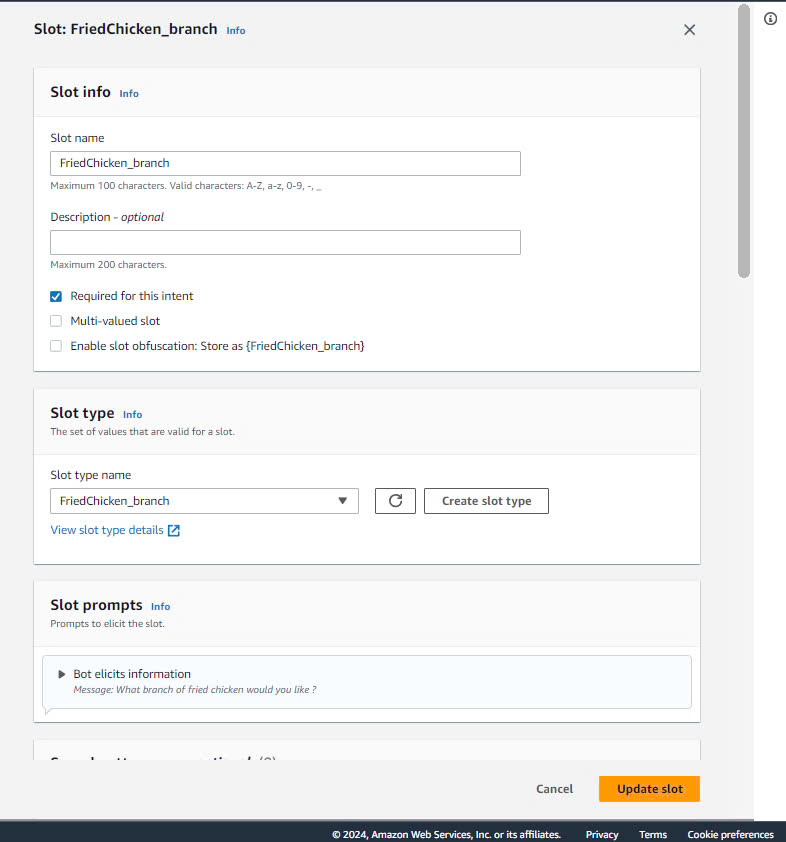 Slot: FriedChicken_branch Info
Slot info Info
Slot name
FriedChicken_branch
Maximum 100 characters. Valid characters: A-Z, a-z, 0-9, -, _
Description - optional
Maximum 200 characters.
Required for this intent
Multi-valued slot
Enable slot obfuscation: Store as {FriedChicken_branch}
Slot type Info
The set of values that are valid for a slot.
Slot type name
FriedChicken_branch
Create slot type
View slot type details
Slot prompts Info
Prompts to elicit the slot.
Bot elicits information
Message: What branch of fried chicken would you like ?
Cancel
Update slot
© 2024, Amazon Web Services, Inc. or its affiliates. Privacy Terms Cookie preferences